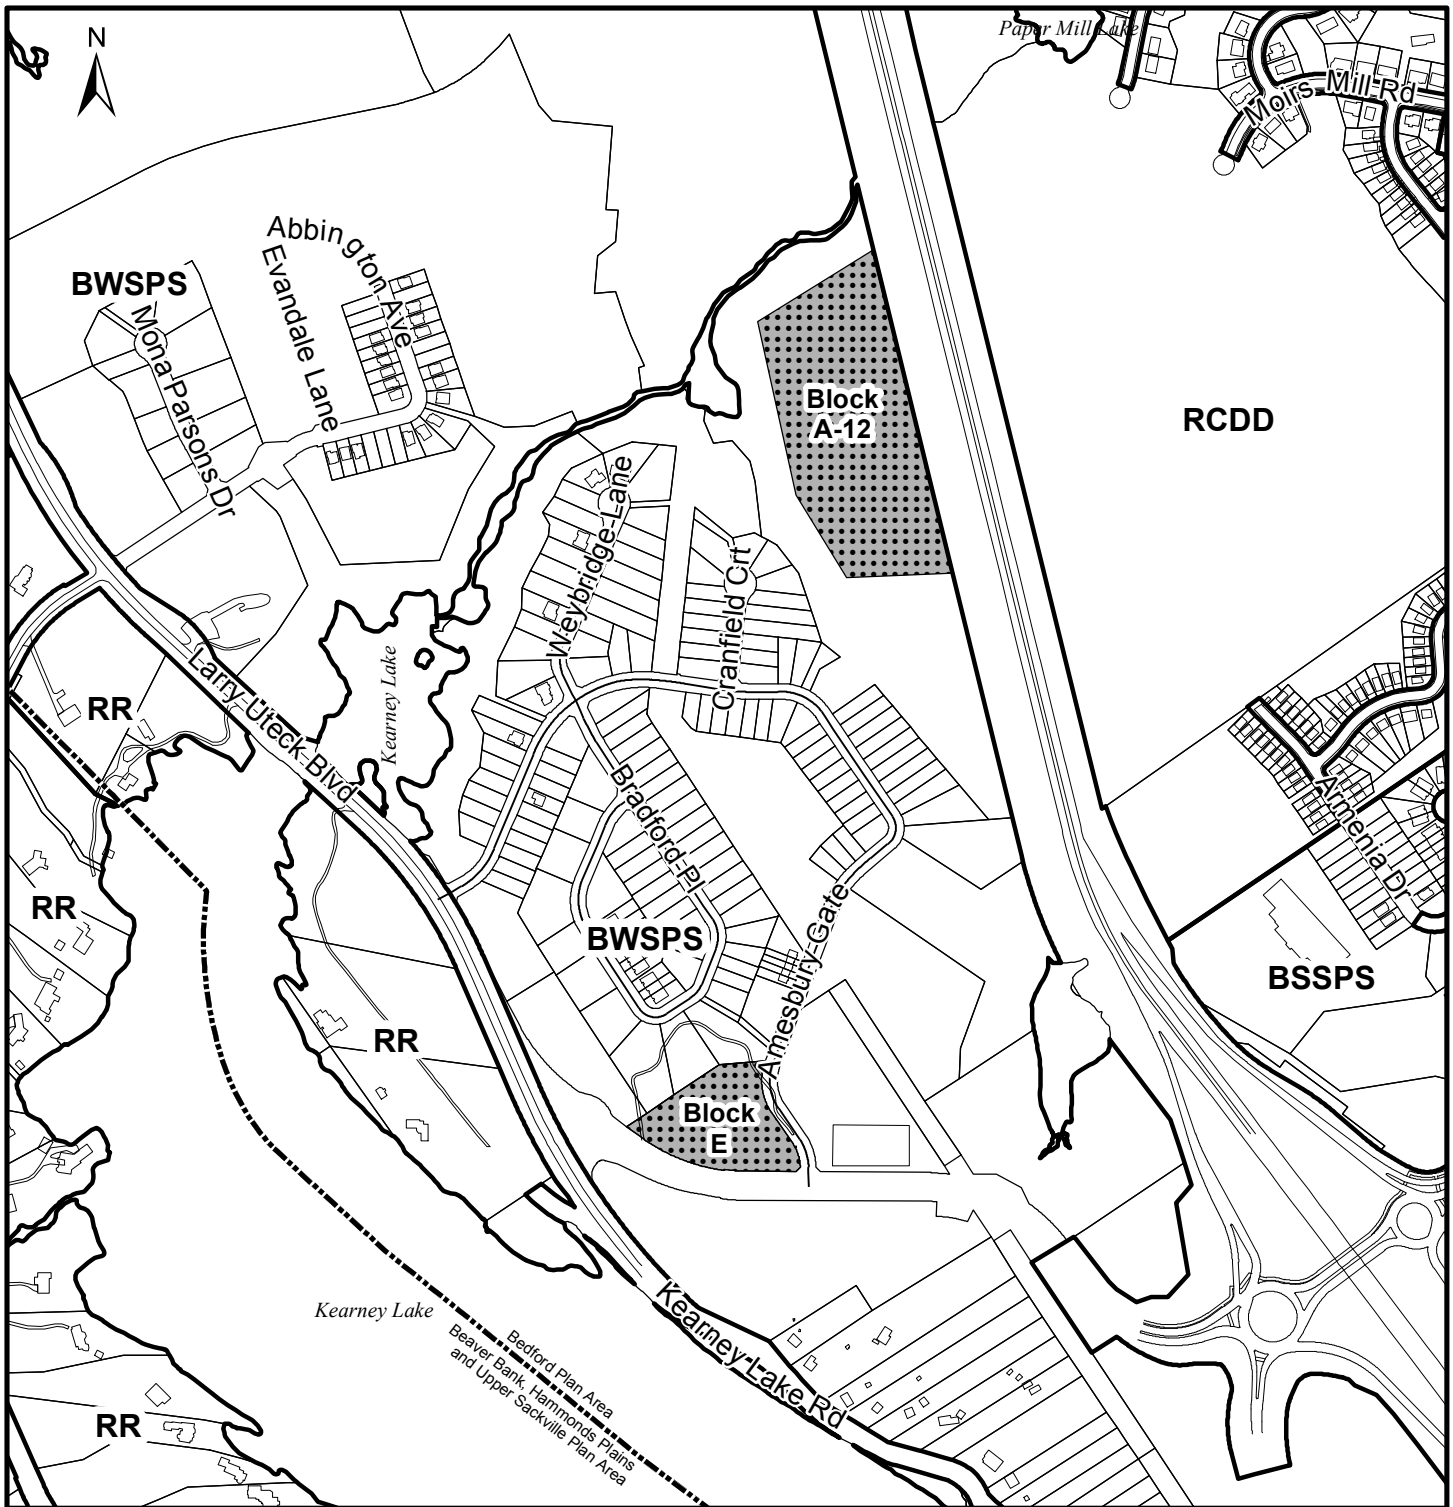 N
Paper Mill Lake
Moirs Mill Rd
Abbington Ave
Evandale Lane
BWSPS
Mona Parsons Dr
Block
A-12
RCDD
Weybridge Lane
Cranfield Crt
Kearney Lake
Larry Uteck Blvd
RR
Bradford Pl
Armenia Dr
RR
BWSPS
Amesbury Gate
BSSPS
RR
Block
E
Kearney Lake
Kearney Lake Rd
Bedford Plan Area
Beaver Bank, Hammonds Plains
and Upper Sackville Plan Area
RR